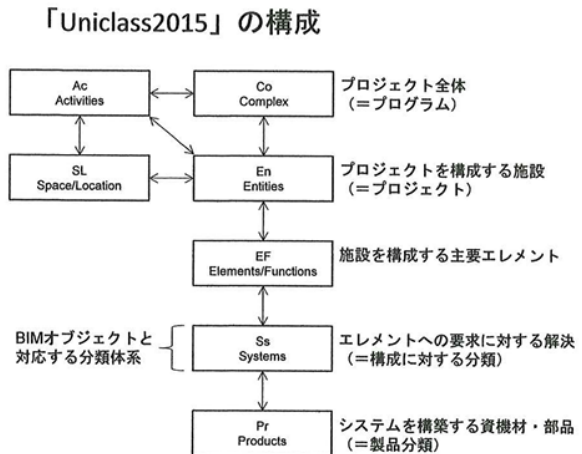 「Uniclass2015」の構成
Ac
Activities
Co
Complex
プロジェクト全体
(=プログラム)
SL
Space/Location
En
Entities
プロジェクトを構成する施設
(=プロジェクト)
EF
Elements/Functions
施設を構成する主要エレメント
BIMオブジェクトと
対応する分類体系
Ss
Systems
エレメントへの要求に対する解決
(=構成に対する分類)
Pr
Products
システムを構築する資機材・部品
(=製品分類)